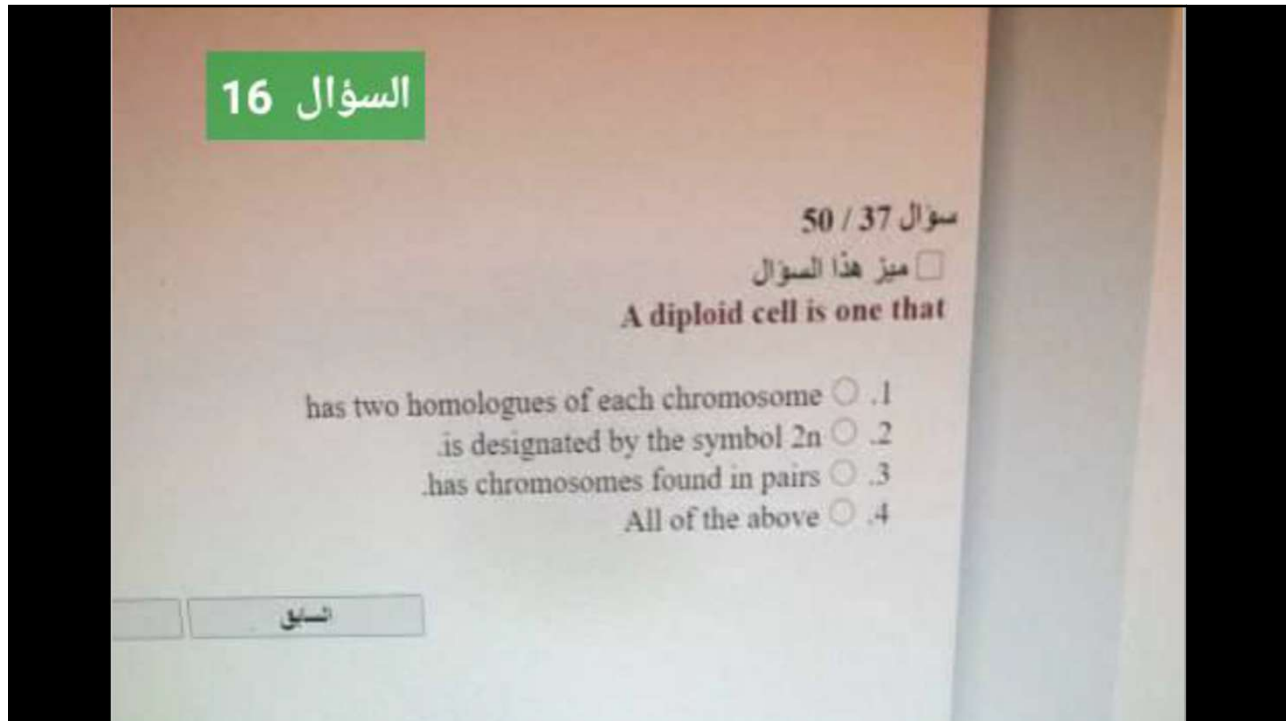 السؤال 16
سؤال 37 / 50
ميز هذا السؤال
A diploid cell is one that
1. has two homologues of each chromosome
2. is designated by the symbol 2n.
3. has chromosomes found in pairs.
4. All of the above
السابق